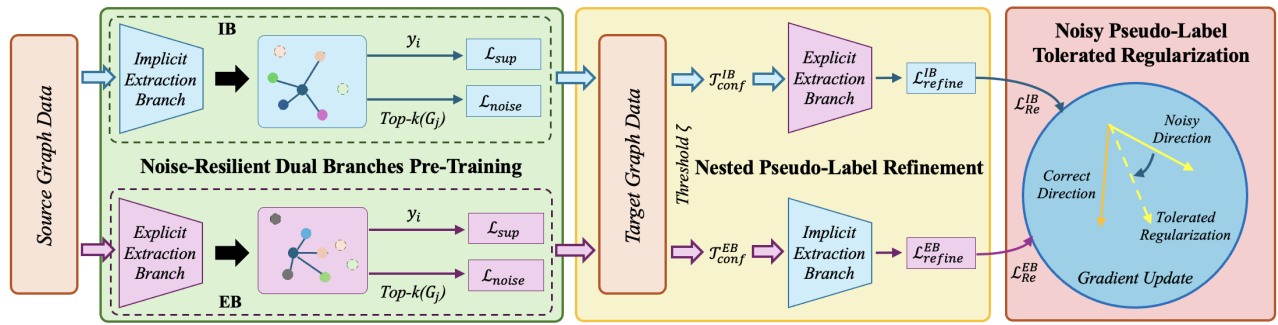 Source Graph Data
IB
Implicit
Extraction
Branch
y_i
ℒ_sup
ℒ_noise
Top-k(G_j)
Noise-Resilient Dual Branches Pre-Training
Explicit
Extraction
Branch
EB
y_i
ℒ_sup
ℒ_noise
Top-k(G_j)
Target Graph Data
Threshold ζ
𝒯_conf^IB
Explicit
Extraction
Branch
ℒ_refine^IB
Nested Pseudo-Label Refinement
𝒯_conf^EB
Implicit
Extraction
Branch
ℒ_refine^EB
Noisy Pseudo-Label
Tolerated Regularization
ℒ_Re^IB
Noisy
Direction
Correct
Direction
Tolerated
Regularization
ℒ_Re^EB
Gradient Update